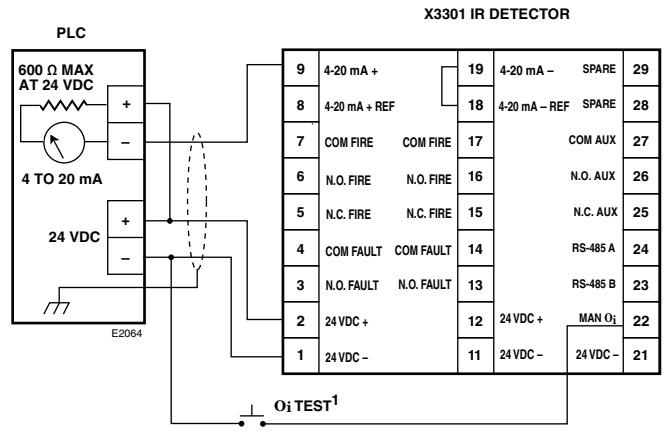 X3301 IR DETECTOR
PLC
600 Ω MAX
AT 24 VDC
+
–
4 TO 20 mA
24 VDC
+
–
E2064
9 4-20 mA + 19 4-20 mA – SPARE 29
8 4-20 mA + REF 18 4-20 mA – REF SPARE 28
7 COM FIRE COM FIRE 17 COM AUX 27
6 N.O. FIRE N.O. FIRE 16 N.O. AUX 26
5 N.C. FIRE N.C. FIRE 15 N.C. AUX 25
4 COM FAULT COM FAULT 14 RS-485 A 24
3 N.O. FAULT N.O. FAULT 13 RS-485 B 23
2 24 VDC + 12 24 VDC + MAN Oi 22
1 24 VDC – 11 24 VDC – 24 VDC – 21
Oi TEST1